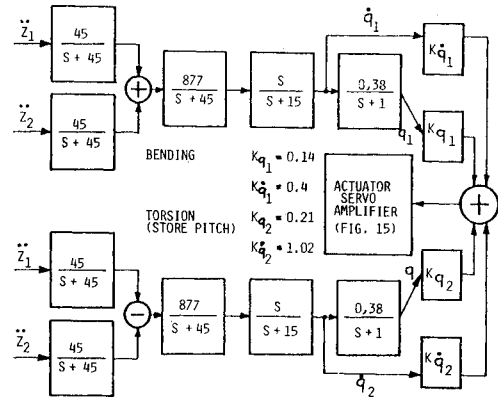 q̇₁
Z̈₁
45
S + 45
Kq̇₁
877
S + 45
S
S + 15
0,38
S + 1
q₁
Kq₁
Z̈₂
45
S + 45
BENDING
Kq₁ = 0.14
Kq̇₁ = 0.4
Kq₂ = 0.21
Kq̇₂ = 1.02
ACTUATOR
SERVO
AMPLIFIER
(FIG. 15)
+
+
TORSION
(STORE PITCH)
Z̈₁
45
S + 45
−
877
S + 45
S
S + 15
0,38
S + 1
q
Kq₂
Z̈₂
45
S + 45
q̇₂
Kq̇₂